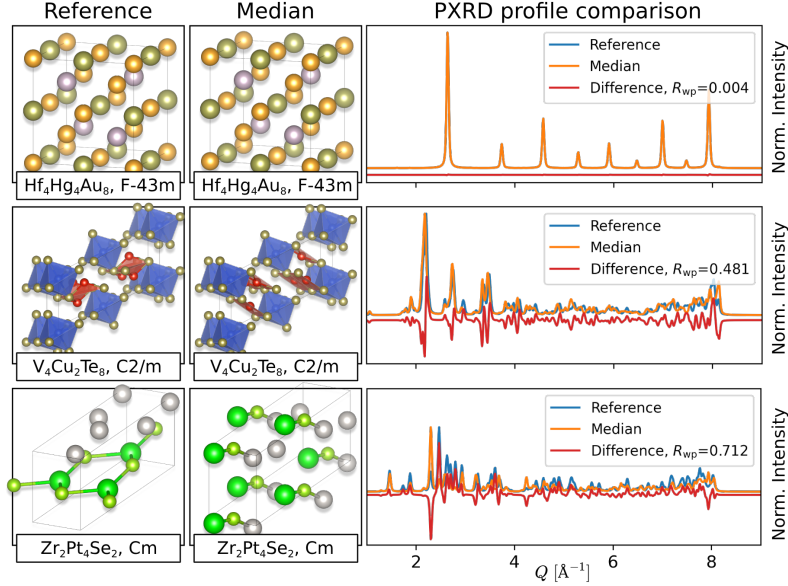 Reference
Median
PXRD profile comparison
Reference
Median
Difference, Rwp=0.004
Norm. Intensity
Hf₄Hg₄Au₈, F-43m
Hf₄Hg₄Au₈, F-43m
Reference
Median
Difference, Rwp=0.481
Norm. Intensity
V₄Cu₂Te₈, C2/m
V₄Cu₂Te₈, C2/m
Reference
Median
Difference, Rwp=0.712
Norm. Intensity
Zr₂Pt₄Se₂, Cm
Zr₂Pt₄Se₂, Cm
2 4 6 8
Q [Å⁻¹]